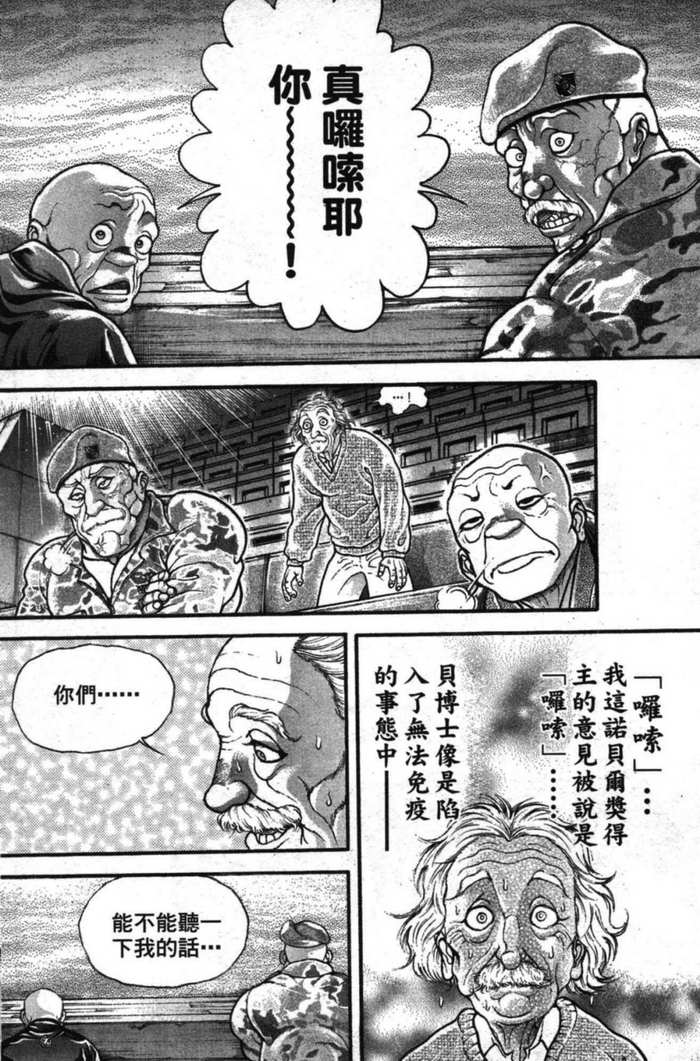 真囉嗦耶
你～～～～～！
…！
「囉嗦」…
我這諾貝爾獎得
主的意見被說是
「囉嗦」……
貝博士像是陷
入了無法免疫
的事態中——
你們……
能不能聽一
下我的話…